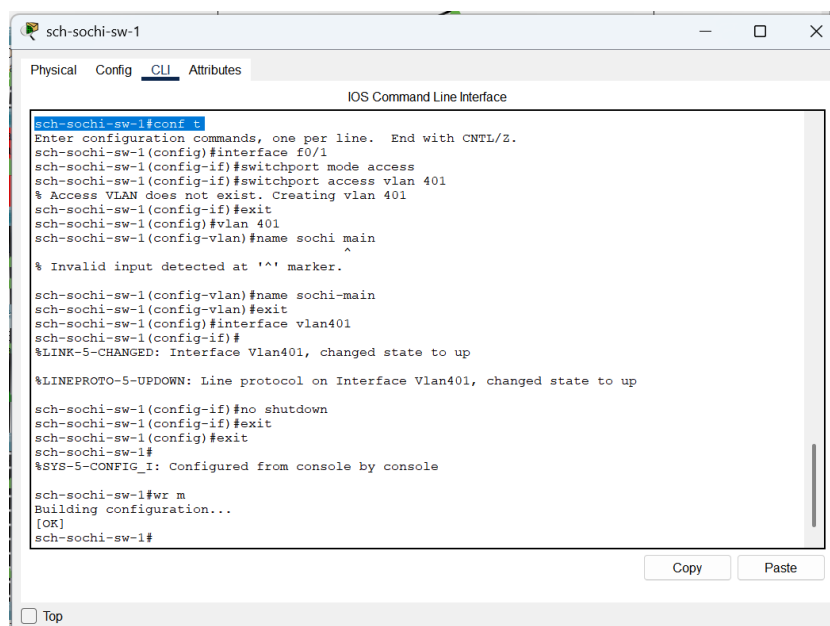 sch-sochi-sw-1
Physical Config CLI Attributes
IOS Command Line Interface
sch-sochi-sw-1#conf t
Enter configuration commands, one per line.  End with CNTL/Z.
sch-sochi-sw-1(config)#interface f0/1
sch-sochi-sw-1(config-if)#switchport mode access
sch-sochi-sw-1(config-if)#switchport access vlan 401
% Access VLAN does not exist. Creating vlan 401
sch-sochi-sw-1(config-if)#exit
sch-sochi-sw-1(config)#vlan 401
sch-sochi-sw-1(config-vlan)#name sochi main
^
% Invalid input detected at '^' marker.
sch-sochi-sw-1(config-vlan)#name sochi-main
sch-sochi-sw-1(config-vlan)#exit
sch-sochi-sw-1(config)#interface vlan401
sch-sochi-sw-1(config-if)#
%LINK-5-CHANGED: Interface Vlan401, changed state to up
%LINEPROTO-5-UPDOWN: Line protocol on Interface Vlan401, changed state to up
sch-sochi-sw-1(config-if)#no shutdown
sch-sochi-sw-1(config-if)#exit
sch-sochi-sw-1(config)#exit
sch-sochi-sw-1#
%SYS-5-CONFIG_I: Configured from console by console
sch-sochi-sw-1#wr m
Building configuration...
[OK]
sch-sochi-sw-1#
Copy Paste
Top